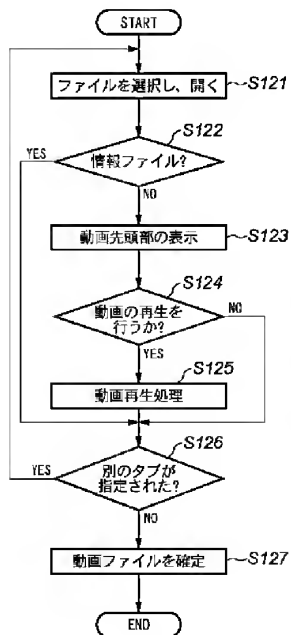 START
ファイルを選択し、開く
S121
S122
情報ファイル?
YES
NO
動画先頭部の表示
S123
S124
動画の再生を
行うか?
NO
YES
S125
動画再生処理
S126
別のタブが
指定された?
YES
NO
動画ファイルを確定
S127
END